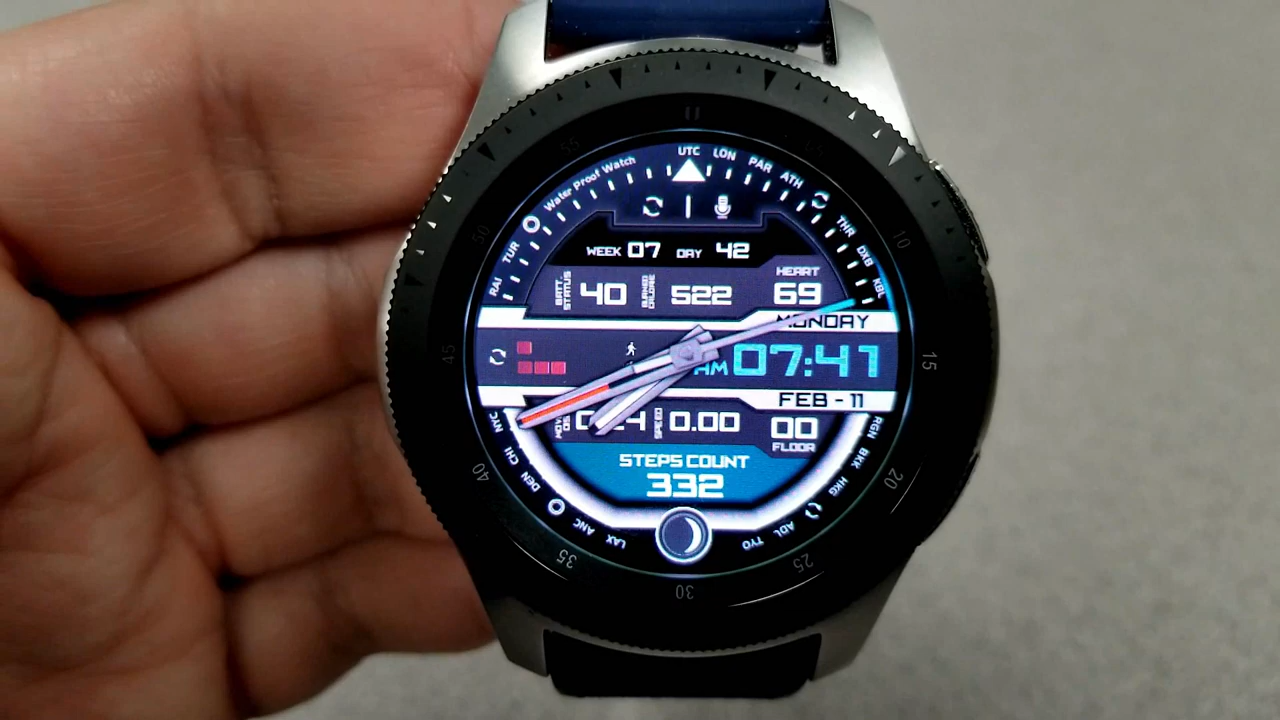 Water Proof Watch
UTC LON PAR ATH
THR DXB KBL
RAI TUR
WEEK 07 DAY 42
BATT. STATUS 40 522
HEART
69
MONDAY
AM 07:41
FEB - 11
SPEED 0.00 00
FLOOR
STEPS COUNT
332
NYC CHI DEN ANC LAX
TYO ADL HKG BKK RGN
10
15
20
25
30
35
40
45
50
55